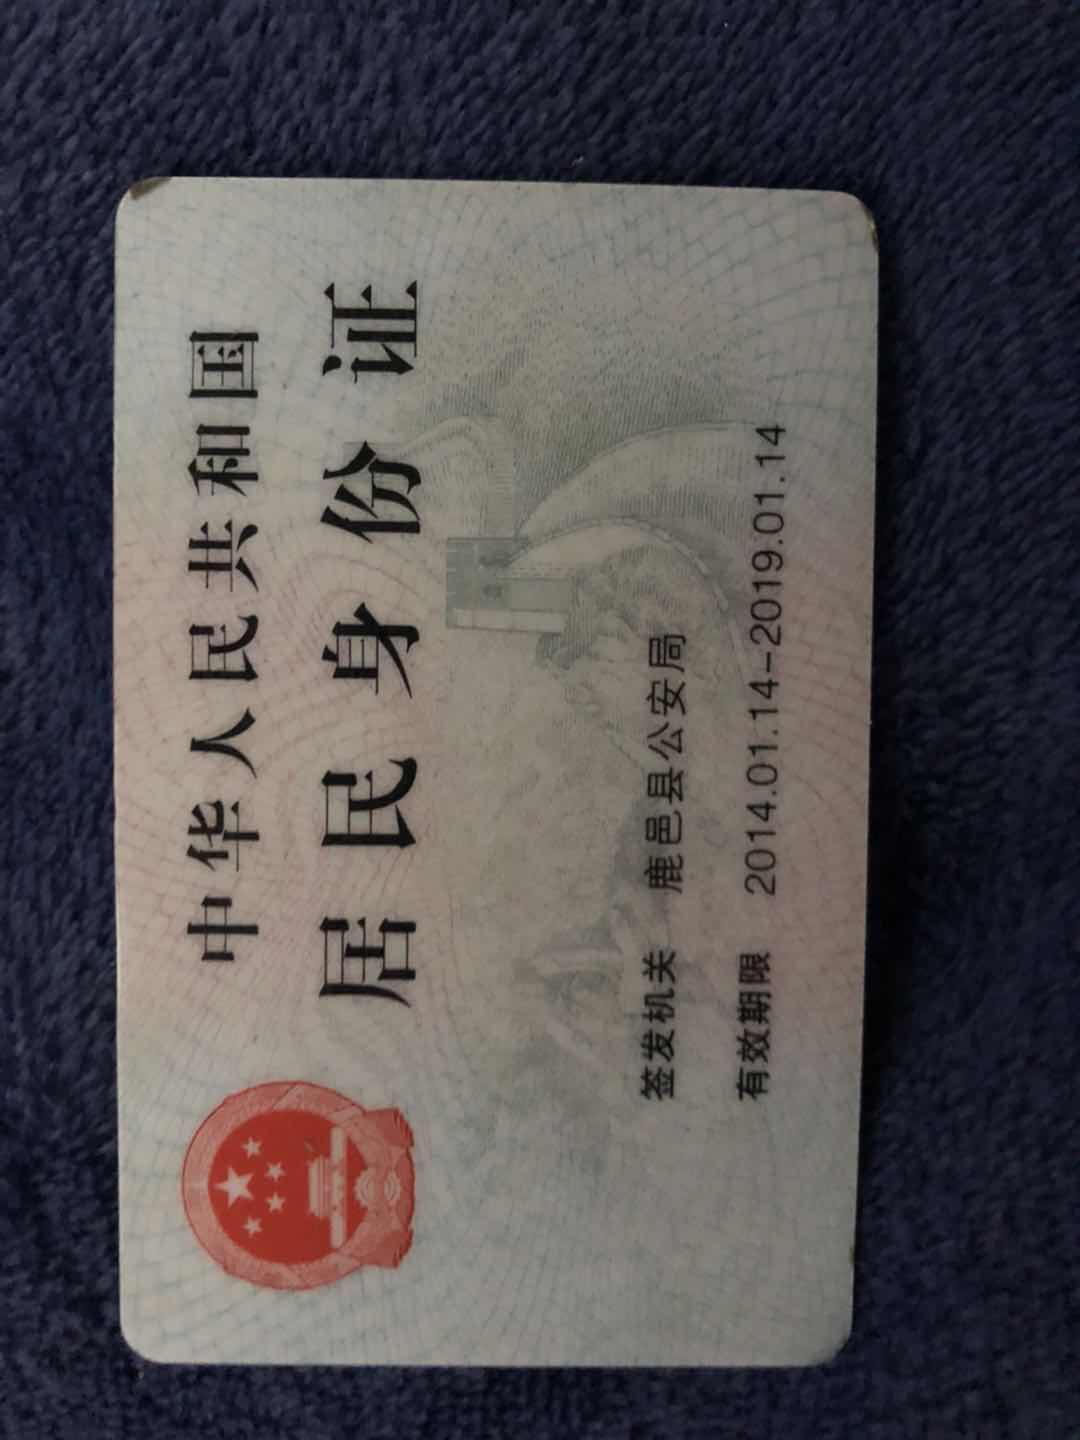 中华人民共和国
居民身份证
签发机关 鹿邑县公安局
有效期限 2014.01.14-2019.01.14